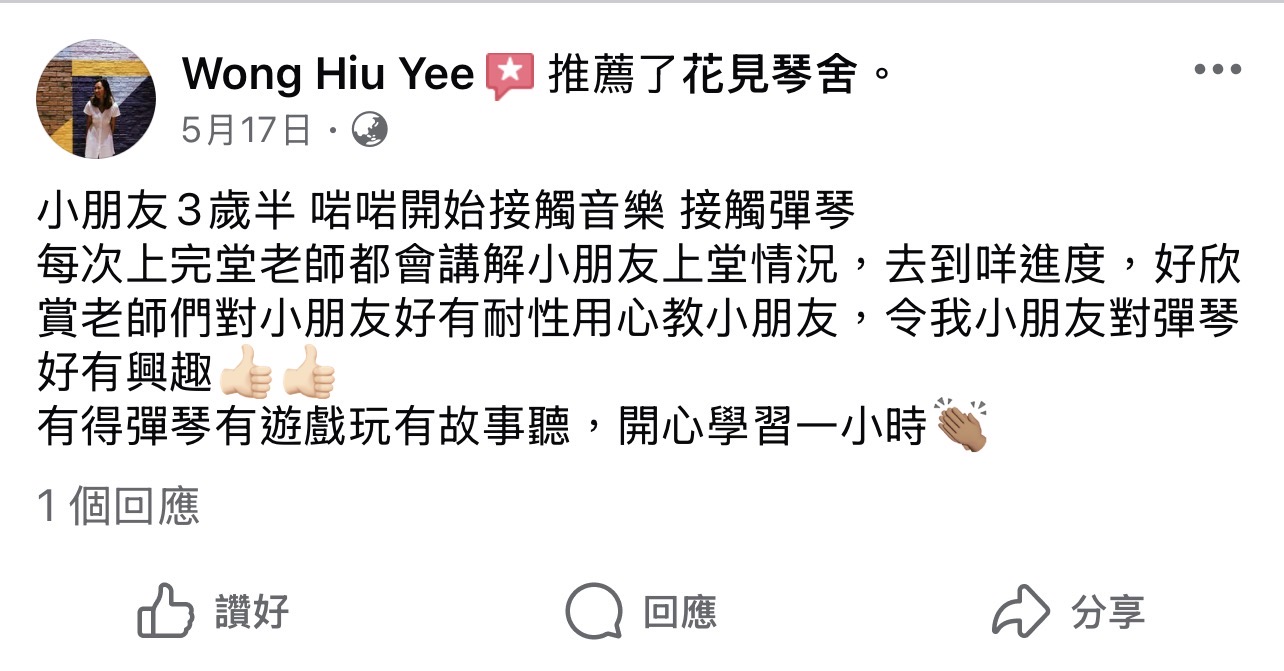 Wong Hiu Yee 推薦了花見琴舍。
5月17日 ·
小朋友3歲半 啱啱開始接觸音樂 接觸彈琴
每次上完堂老師都會講解小朋友上堂情況，去到咩進度，好欣
賞老師們對小朋友好有耐性用心教小朋友，令我小朋友對彈琴
好有興趣👍🏻👍🏻
有得彈琴有遊戲玩有故事聽，開心學習一小時👏🏽
1 個回應
讚好
回應
分享